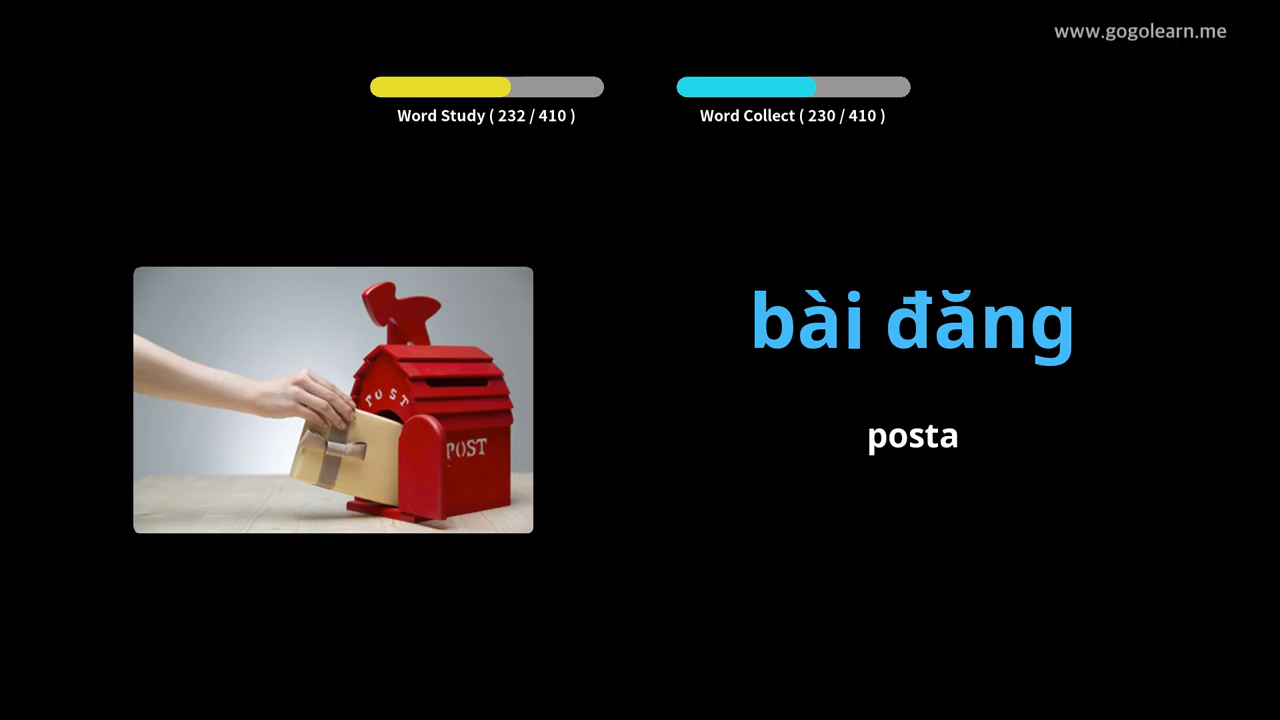 www.gogolearn.me
Word Study ( 232 / 410 )
Word Collect ( 230 / 410 )
bài đăng
posta
POST
POST